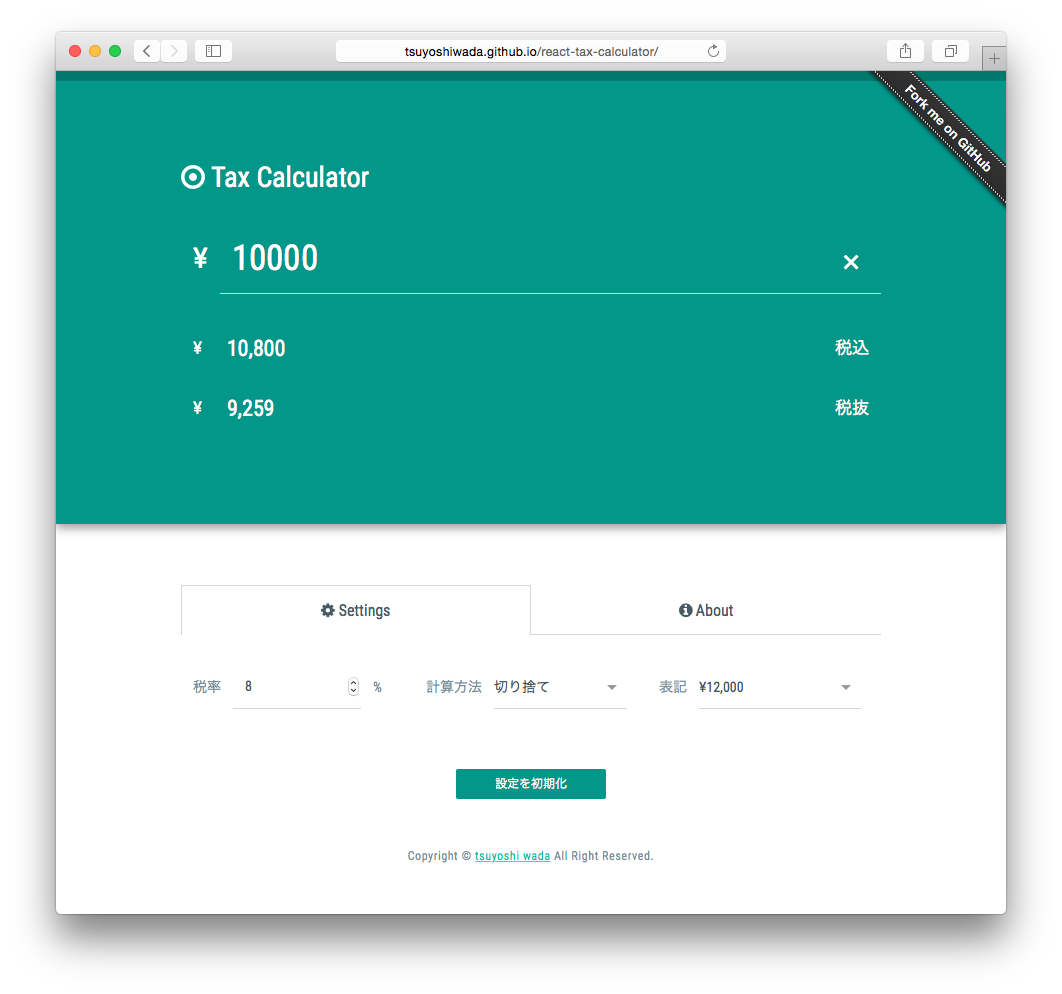 tsuyoshiwada.github.io/react-tax-calculator/
Fork me on GitHub
Tax Calculator
¥ 10000 ×
¥ 10,800 税込
¥ 9,259 税抜
Settings About
税率 8 % 計算方法 切り捨て 表記 ¥12,000
設定を初期化
Copyright © tsuyoshi wada All Right Reserved.